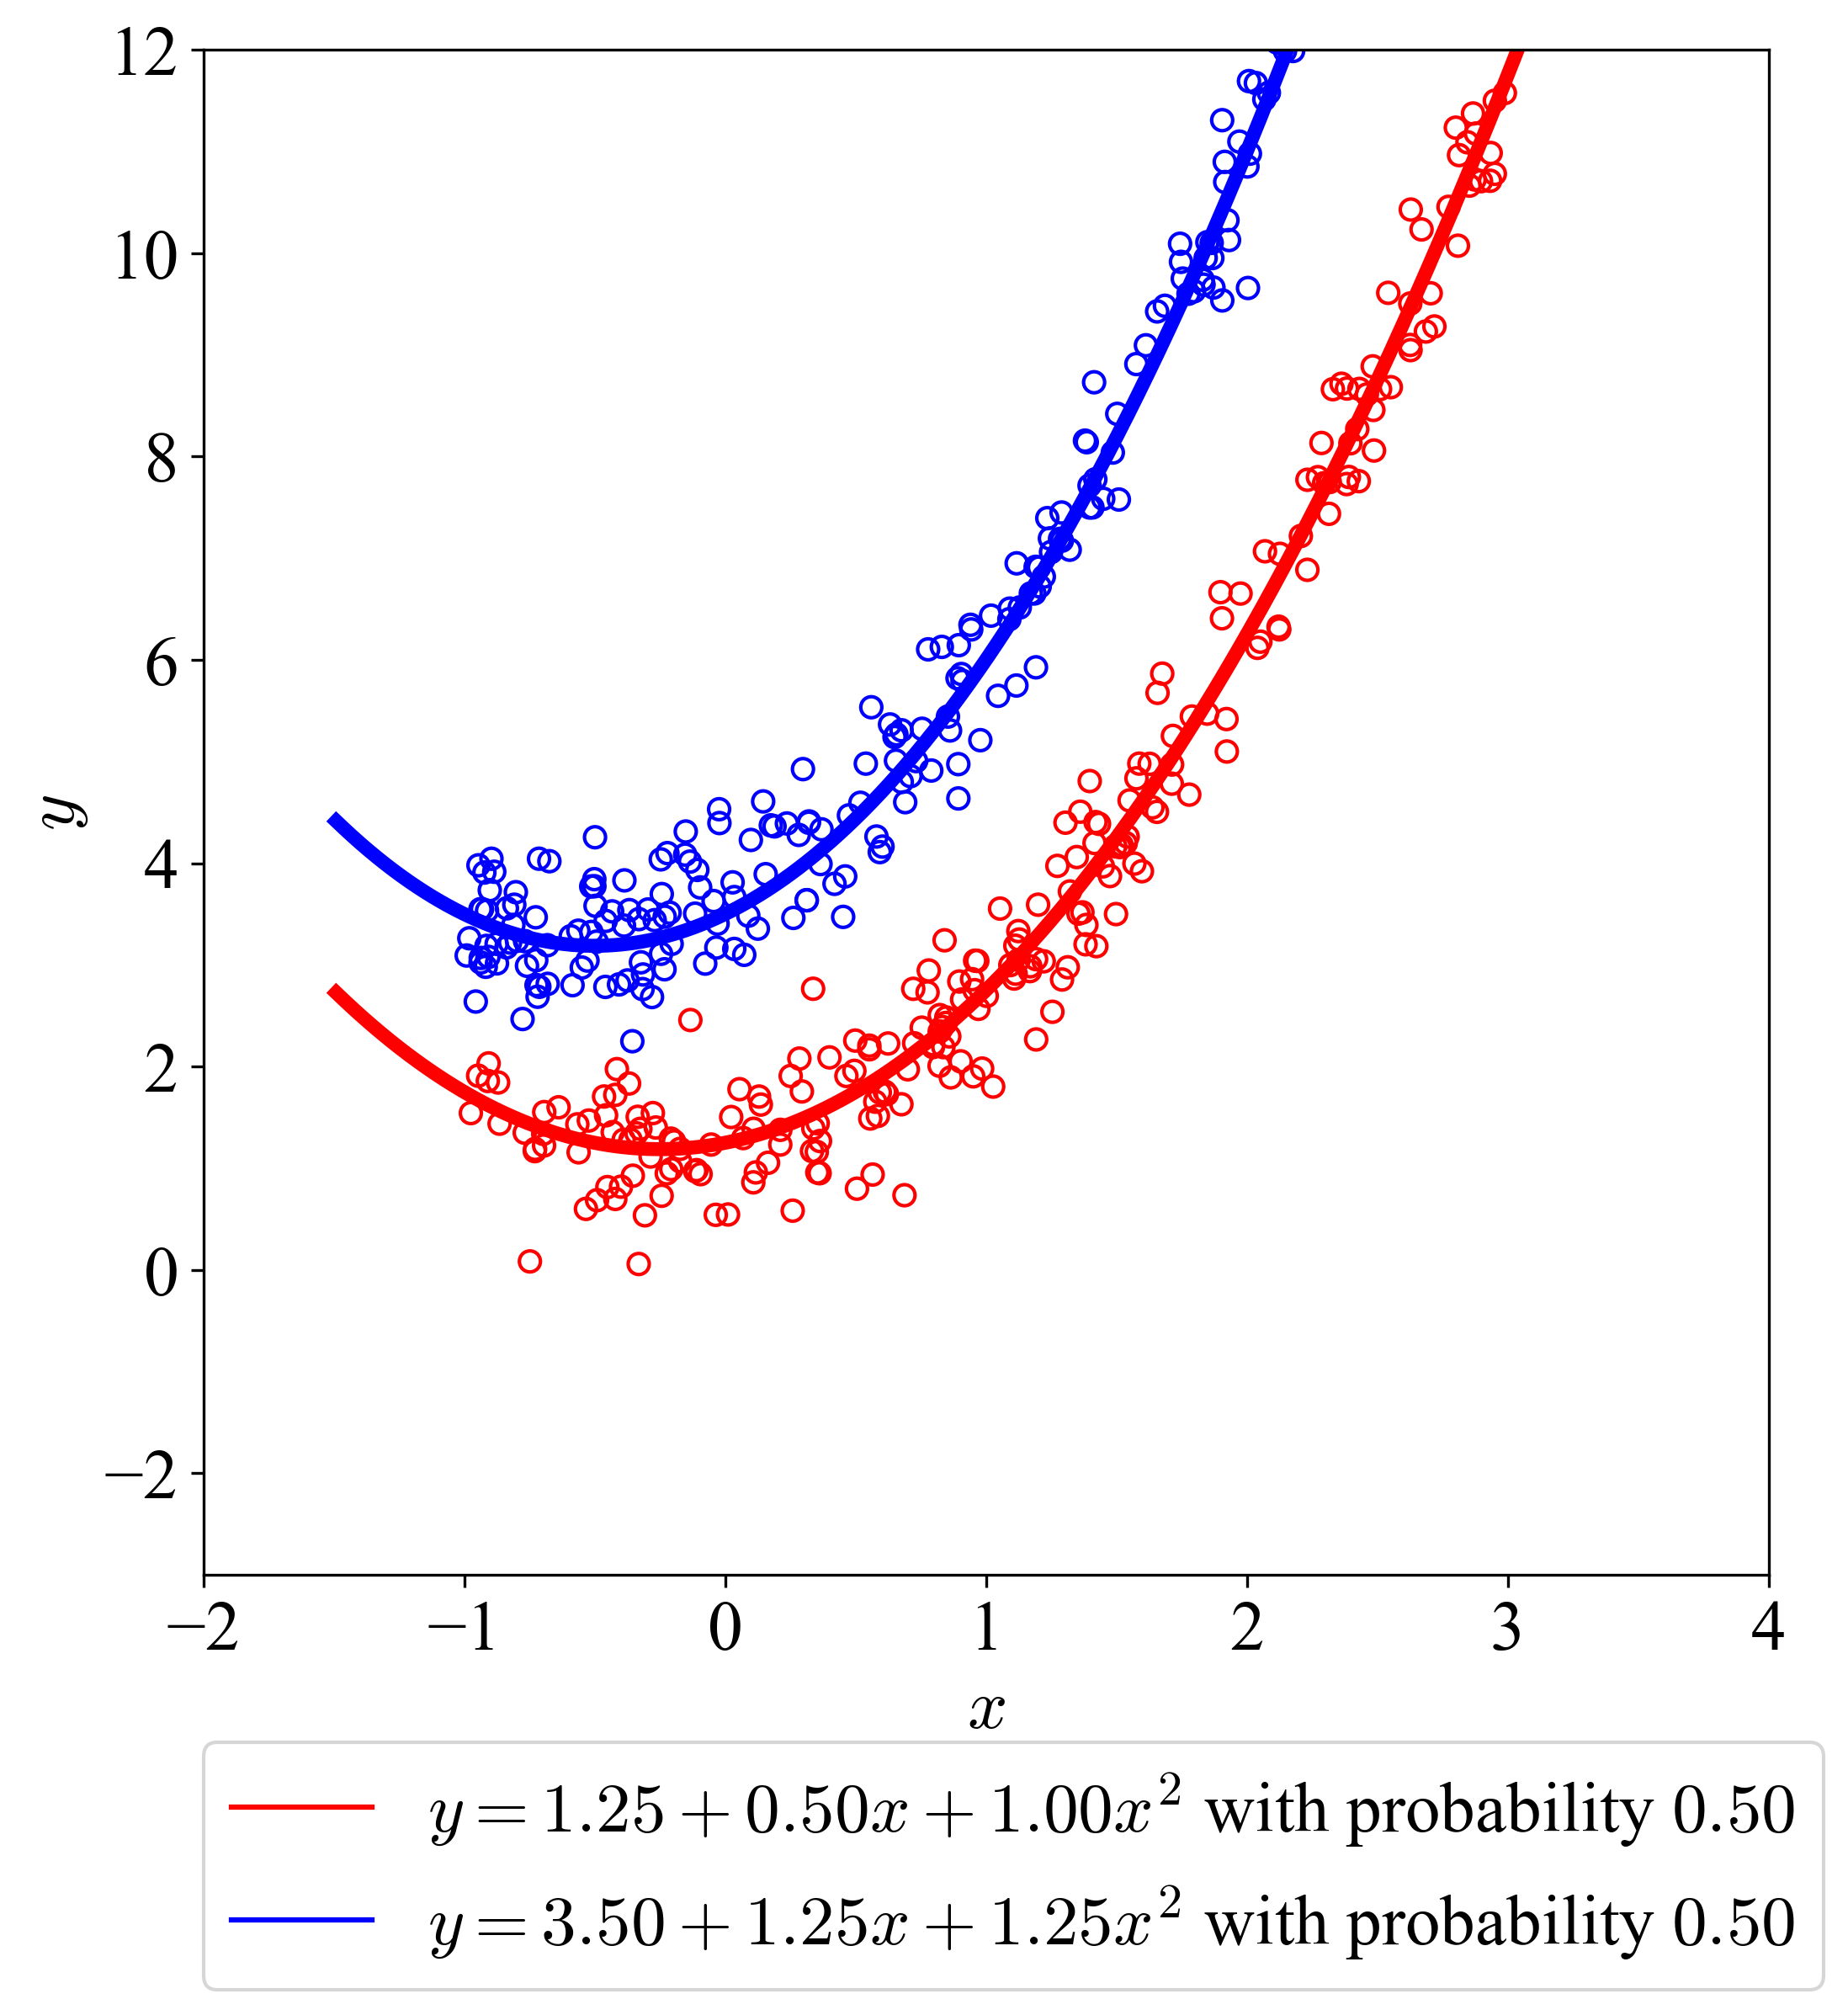 12
10
8
6
4
2
0
−2
y
−2 −1 0 1 2 3 4
x
y = 1.25 + 0.50x + 1.00x² with probability 0.50
y = 3.50 + 1.25x + 1.25x² with probability 0.50